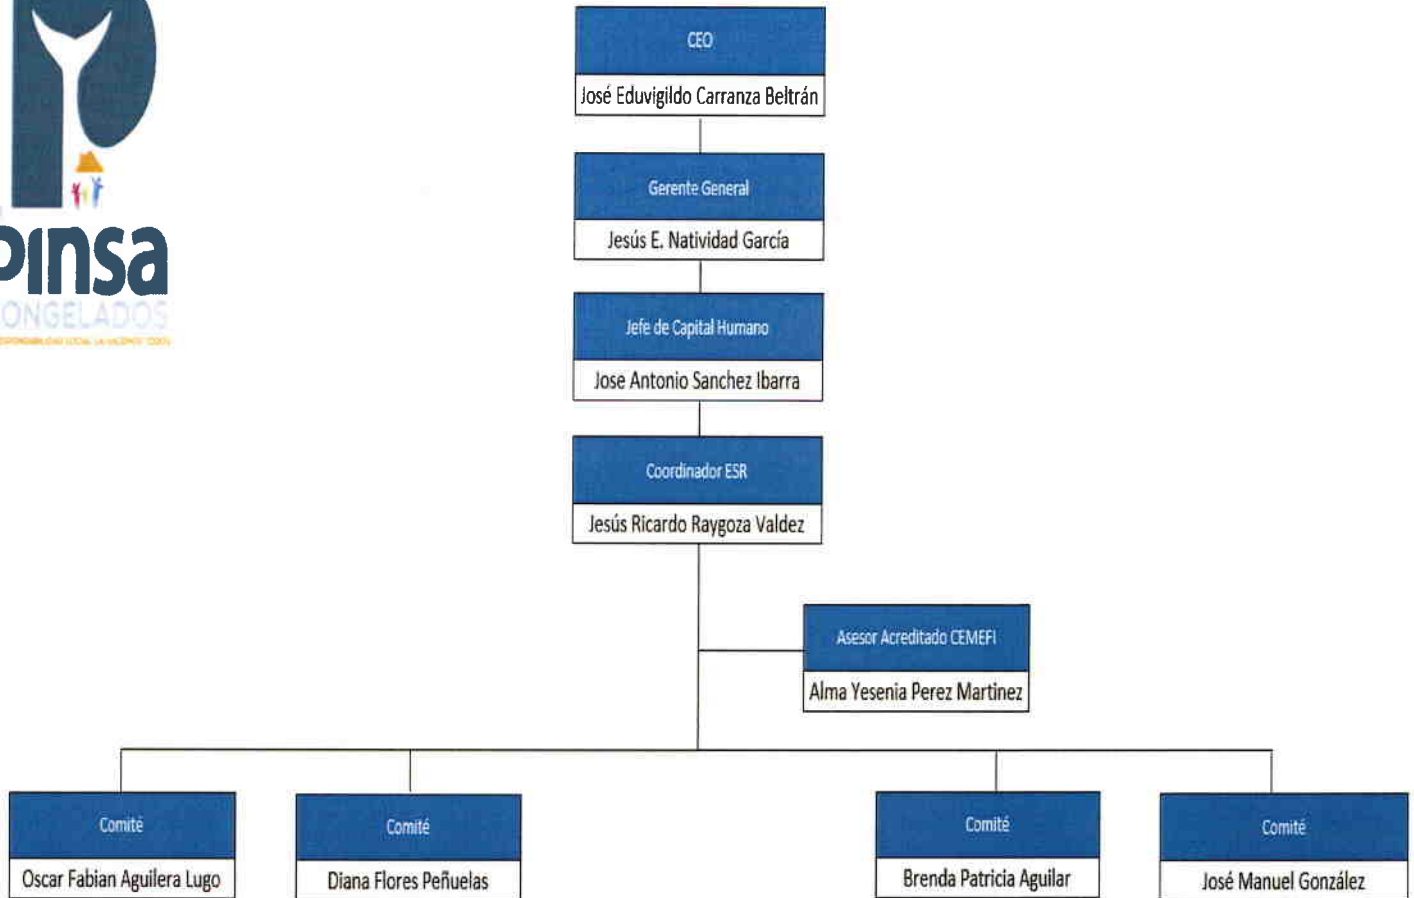 pinsa
CONGELADOS
CEO
José Eduvigildo Carranza Beltrán
Gerente General
Jesús E. Natividad García
Jefe de Capital Humano
Jose Antonio Sanchez Ibarra
Coordinador ESR
Jesús Ricardo Raygoza Valdez
Asesor Acreditado CEMEFI
Alma Yesenia Perez Martinez
Comité
Oscar Fabian Aguilera Lugo
Comité
Diana Flores Peñuelas
Comité
Brenda Patricia Aguilar
Comité
José Manuel González